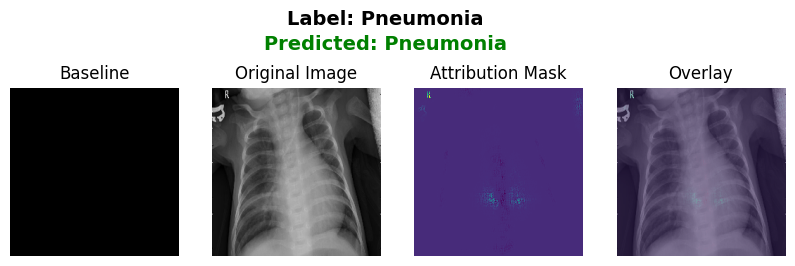 Label: Pneumonia
Predicted: Pneumonia
Baseline
Original Image
Attribution Mask
Overlay
R
R
R